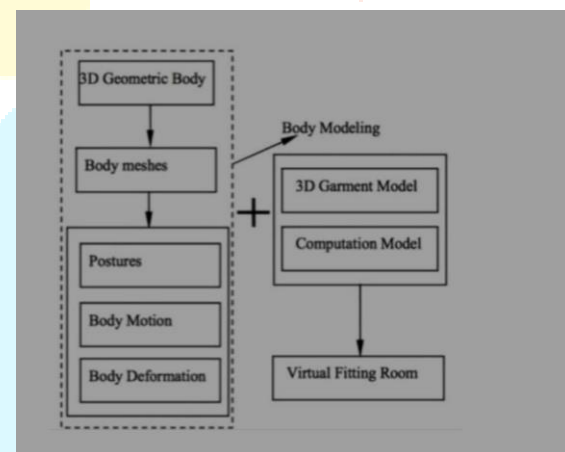 3D Geometric Body
Body meshes
Postures
Body Motion
Body Deformation
Body Modeling
+
3D Garment Model
Computation Model
Virtual Fitting Room